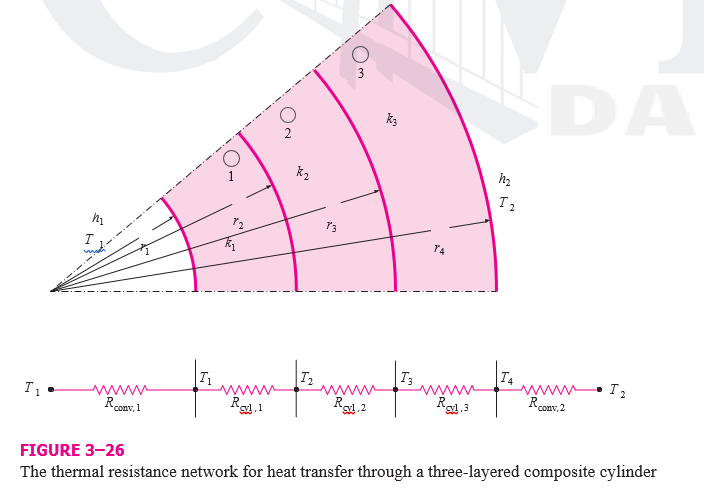 DA
3
k3
2
k2
1
h2
T 2
h1
T 1
r1
r2
k1
r3
r4
T 1
T1
T2
T3
T4
T 2
Rconv, 1
Rcyl , 1
Rcyl , 2
Rcyl , 3
Rconv, 2
FIGURE 3–26
The thermal resistance network for heat transfer through a three-layered composite cylinder